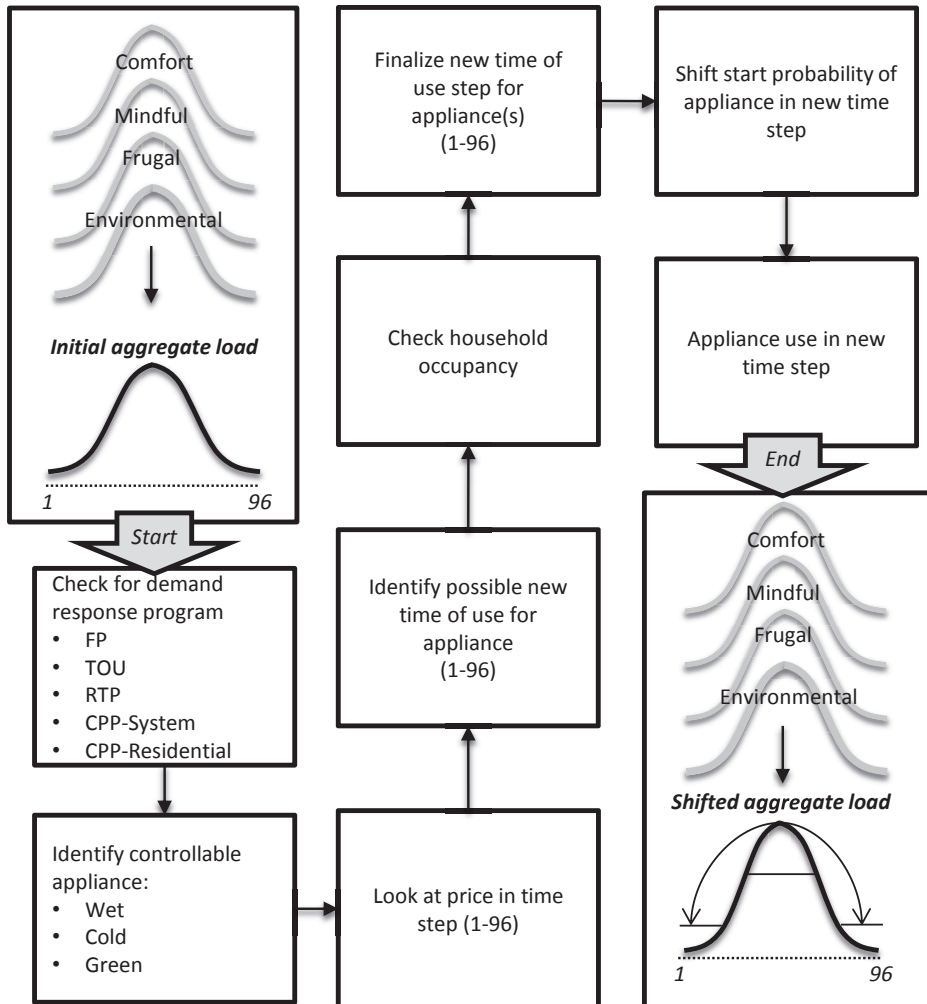 Comfort
Mindful
Frugal
Environmental
Initial aggregate load
1
96
Start
Check for demand
response program
• FP
• TOU
• RTP
• CPP-System
• CPP-Residential
Identify controllable
appliance:
• Wet
• Cold
• Green
Look at price in time
step (1-96)
Identify possible new
time of use for
appliance
(1-96)
Check household
occupancy
Finalize new time of
use step for
appliance(s)
(1-96)
Shift start probability of
appliance in new time
step
Appliance use in new
time step
End
Comfort
Mindful
Frugal
Environmental
Shifted aggregate load
1
96